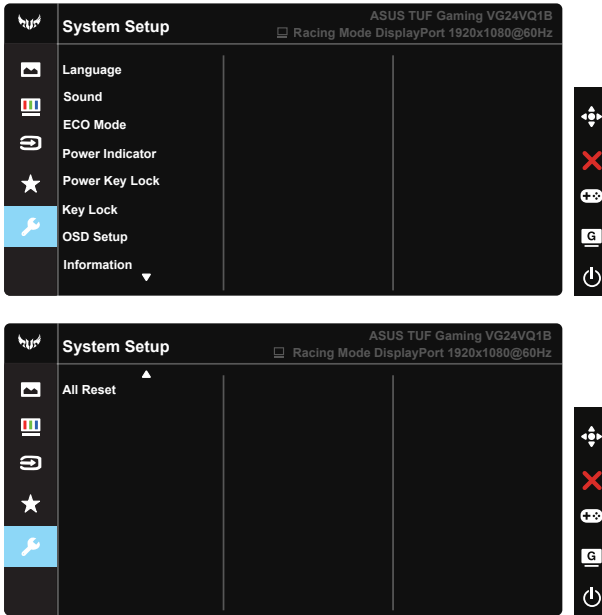 System Setup
ASUS TUF Gaming VG24VQ1B
Racing Mode DisplayPort 1920x1080@60Hz
Language
Sound
ECO Mode
Power Indicator
Power Key Lock
Key Lock
OSD Setup
Information
G
System Setup
ASUS TUF Gaming VG24VQ1B
Racing Mode DisplayPort 1920x1080@60Hz
All Reset
G